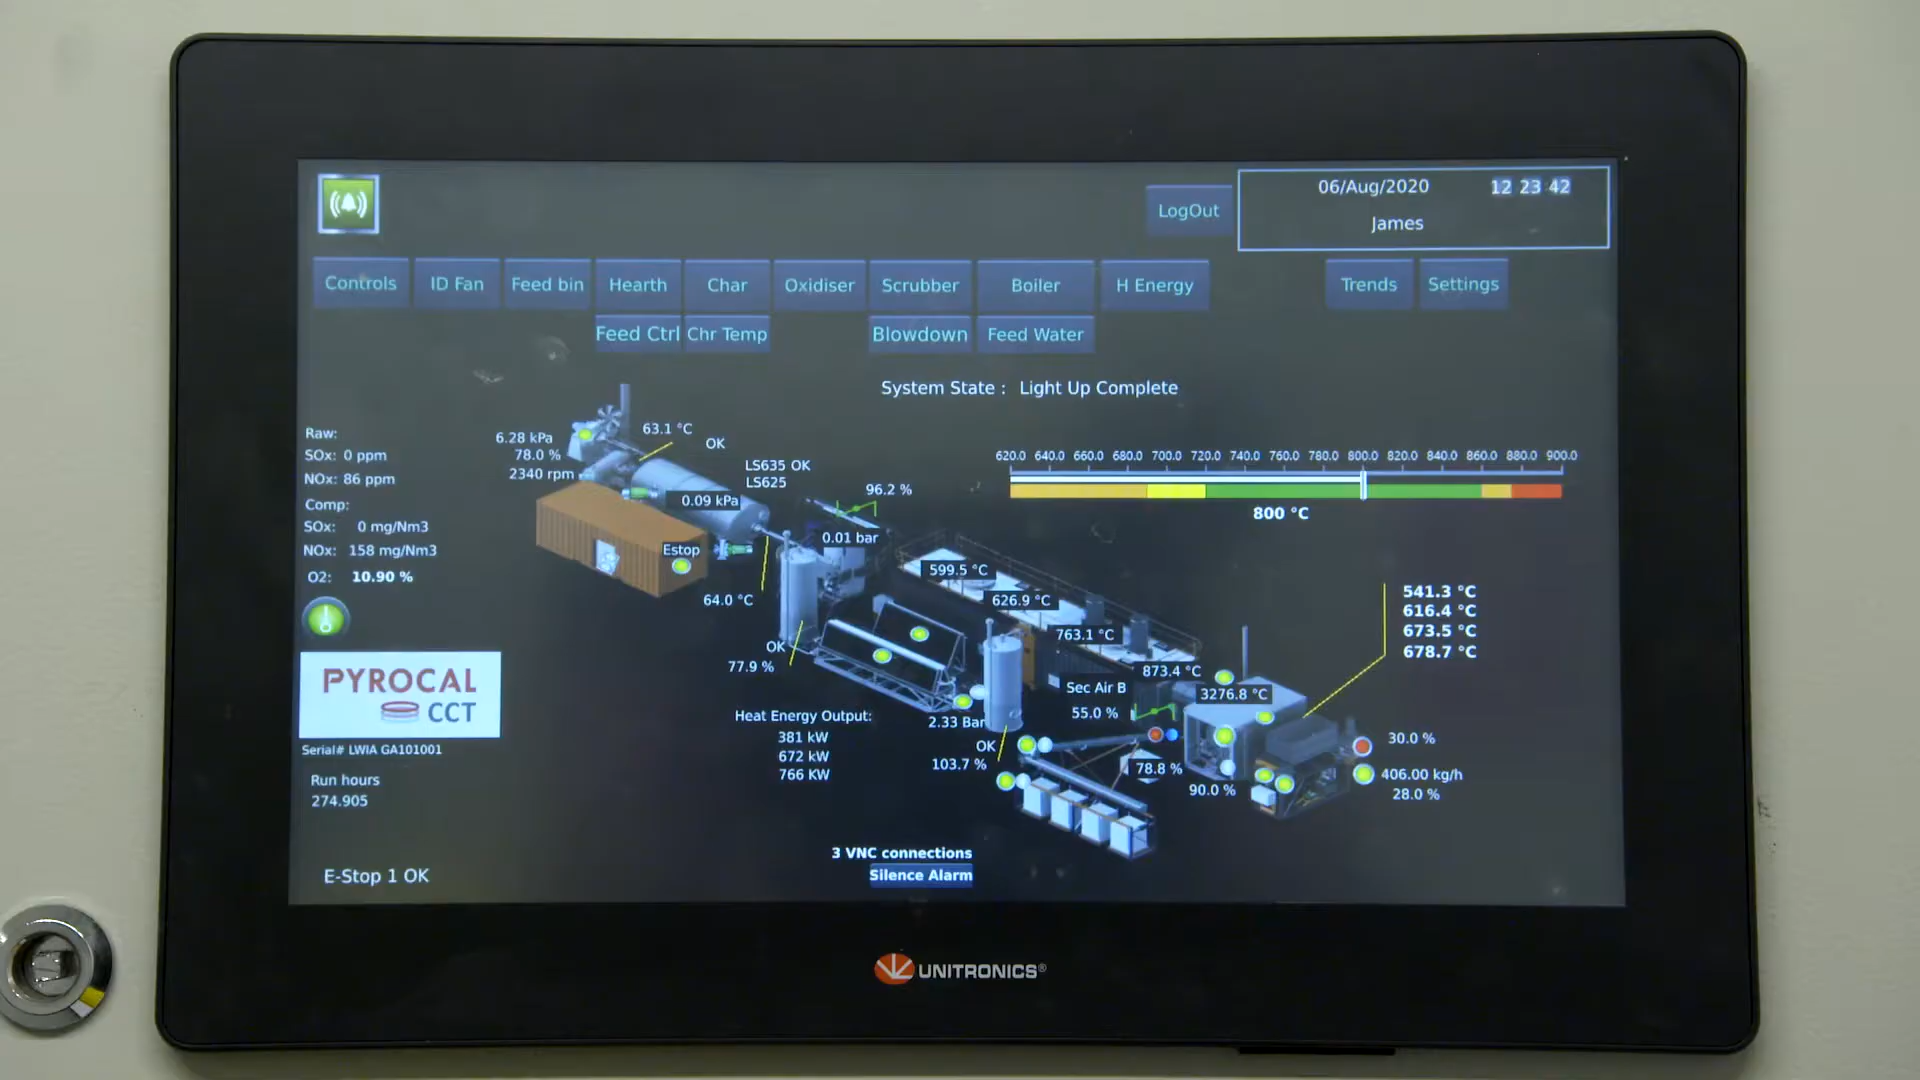 06/Aug/2020 12 23 42
LogOut
James
Controls ID Fan Feed bin Hearth Char Oxidiser Scrubber Boiler H Energy Trends Settings
Feed Ctrl Chr Temp Blowdown Feed Water
System State : Light Up Complete
Raw:
SOx: 0 ppm
NOx: 86 ppm
Comp:
SOx: 0 mg/Nm3
NOx: 158 mg/Nm3
O2: 10.90 %
6.28 kPa
78.0 %
2340 rpm
63.1 °C
OK
LS635 OK
LS625
0.09 kPa
96.2 %
0.01 bar
Estop
64.0 °C
OK
77.9 %
620.0 640.0 660.0 680.0 700.0 720.0 740.0 760.0 780.0 800.0 820.0 840.0 860.0 880.0 900.0
800 °C
599.5 °C
626.9 °C
763.1 °C
873.4 °C
3276.8 °C
Sec Air B
55.0 %
541.3 °C
616.4 °C
673.5 °C
678.7 °C
PYROCAL
CCT
Serial# LWIA GA101001
Run hours
274.905
Heat Energy Output:
381 kW
672 kW
766 KW
2.33 Bar
OK
103.7 %
78.8 %
90.0 %
30.0 %
406.00 kg/h
28.0 %
3 VNC connections
Silence Alarm
E-Stop 1 OK
UNITRONICS®